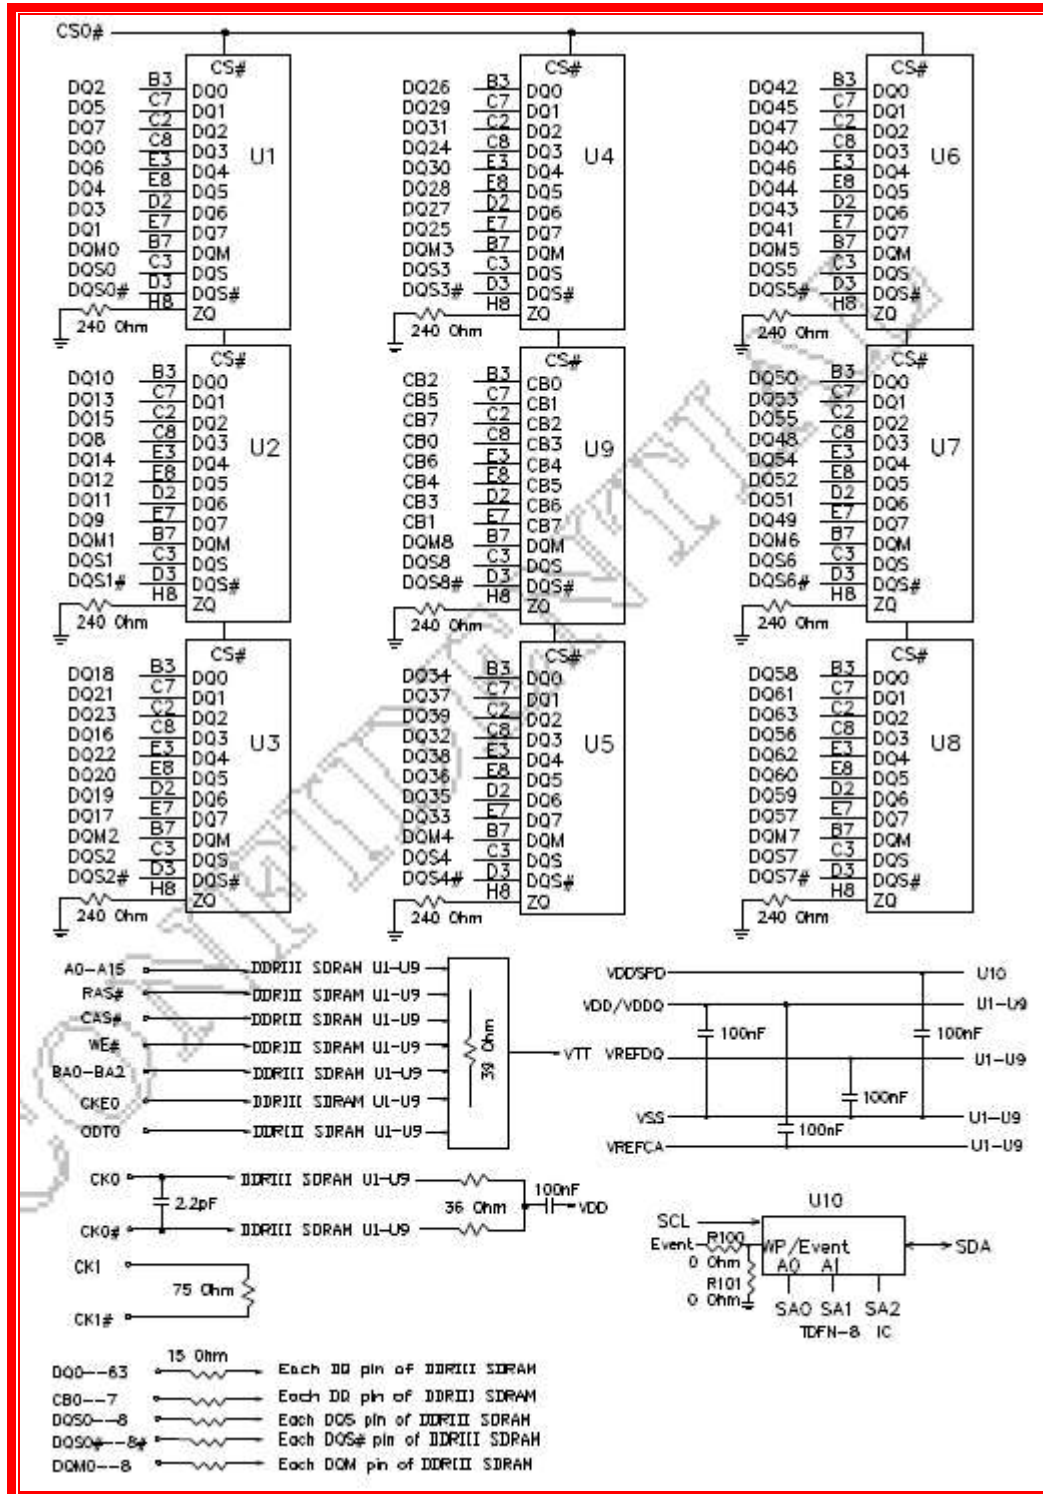 CS0#
CS#
DQ2 B3 DQ0
DQ5 C7 DQ1
DQ7 C2 DQ2
DQ0 C8 DQ3
DQ6 E3 DQ4
DQ4 E8 DQ5
DQ3 D2 DQ6
DQ1 E7 DQ7
DQM0 B7 DQM
DQS0 C3 DQS
DQS0# D3 DQS#
H8 ZQ
240 Ohm
U1
CS#
DQ26 B3 DQ0
DQ29 C7 DQ1
DQ31 C2 DQ2
DQ24 C8 DQ3
DQ30 E3 DQ4
DQ28 E8 DQ5
DQ27 D2 DQ6
DQ25 E7 DQ7
DQM3 B7 DQM
DQS3 C3 DQS
DQS3# D3 DQS#
H8 ZQ
240 Ohm
U4
CS#
DQ42 B3 DQ0
DQ45 C7 DQ1
DQ47 C2 DQ2
DQ40 C8 DQ3
DQ46 E3 DQ4
DQ44 E8 DQ5
DQ43 D2 DQ6
DQ41 E7 DQ7
DQM5 B7 DQM
DQS5 C3 DQS
DQS5# D3 DQS#
H8 ZQ
240 Ohm
U6
CS#
DQ10 B3 DQ0
DQ13 C7 DQ1
DQ15 C2 DQ2
DQ8 C8 DQ3
DQ14 E3 DQ4
DQ12 E8 DQ5
DQ11 D2 DQ6
DQ9 E7 DQ7
DQM1 B7 DQM
DQS1 C3 DQS
DQS1# D3 DQS#
H8 ZQ
240 Ohm
U2
CB2 B3 CB0
CB5 C7 CB1
CB7 C2 CB2
CB0 C8 CB3
CB6 E3 CB4
CB4 E8 CB5
CB3 D2 CB6
CB1 E7 CB7
DQM8 B7 DQM
DQS8 C3 DQS
DQS8# D3 DQS#
H8 ZQ
240 Ohm
U9
CS#
DQ50 B3 DQ0
DQ53 C7 DQ1
DQ55 C2 DQ2
DQ48 C8 DQ3
DQ54 E3 DQ4
DQ52 E8 DQ5
DQ51 D2 DQ6
DQ49 E7 DQ7
DQM6 B7 DQM
DQS6 C3 DQS
DQS6# D3 DQS#
H8 ZQ
240 Ohm
U7
CS#
DQ18 B3 DQ0
DQ21 C7 DQ1
DQ23 C2 DQ2
DQ16 C8 DQ3
DQ22 E3 DQ4
DQ20 E8 DQ5
DQ19 D2 DQ6
DQ17 E7 DQ7
DQM2 B7 DQM
DQS2 C3 DQS
DQS2# D3 DQS#
H8 ZQ
240 Ohm
U3
CS#
DQ34 B3 DQ0
DQ37 C7 DQ1
DQ39 C2 DQ2
DQ32 C8 DQ3
DQ38 E3 DQ4
DQ36 E8 DQ5
DQ35 D2 DQ6
DQ33 E7 DQ7
DQM4 B7 DQM
DQS4 C3 DQS
DQS4# D3 DQS#
H8 ZQ
240 Ohm
U5
CS#
DQ58 B3 DQ0
DQ61 C7 DQ1
DQ63 C2 DQ2
DQ56 C8 DQ3
DQ62 E3 DQ4
DQ60 E8 DQ5
DQ59 D2 DQ6
DQ57 E7 DQ7
DQM7 B7 DQM
DQS7 C3 DQS
DQS7# D3 DQS#
H8 ZQ
240 Ohm
U8
A0-A15 DDRIII SDRAM U1-U9
RAS# DDRIII SDRAM U1-U9
CAS# DDRIII SDRAM U1-U9
WE# DDRIII SDRAM U1-U9
BA0-BA2 DDRIII SDRAM U1-U9
CKE0 DDRIII SDRAM U1-U9
ODT0 DDRIII SDRAM U1-U9
39 Ohm
VTT
VDDSPD U10
VDD/VDDQ U1-U9
100nF 100nF
VREFDQ U1-U9
100nF
VSS U1-U9
100nF
VREFCA U1-U9
CK0 DDRIII SDRAM U1-U9
2.2pF
36 Ohm
100nF
VDD
CK0# DDRIII SDRAM U1-U9
CK1
75 Ohm
CK1#
U10
SCL
Event R100 WP/Event SDA
0 Ohm A0 A1
R101
0 Ohm
SA0 SA1 SA2
TDFN-8 IC
15 Ohm
DQ0--63 Each DQ pin of DDRIII SDRAM
CB0--7 Each DQ pin of DDRIII SDRAM
DQS0--8 Each DQS pin of DDRIII SDRAM
DQS0#--8# Each DQS# pin of DDRIII SDRAM
DQM0--8 Each DQM pin of DDRIII SDRAM
CONFIDENTIAL